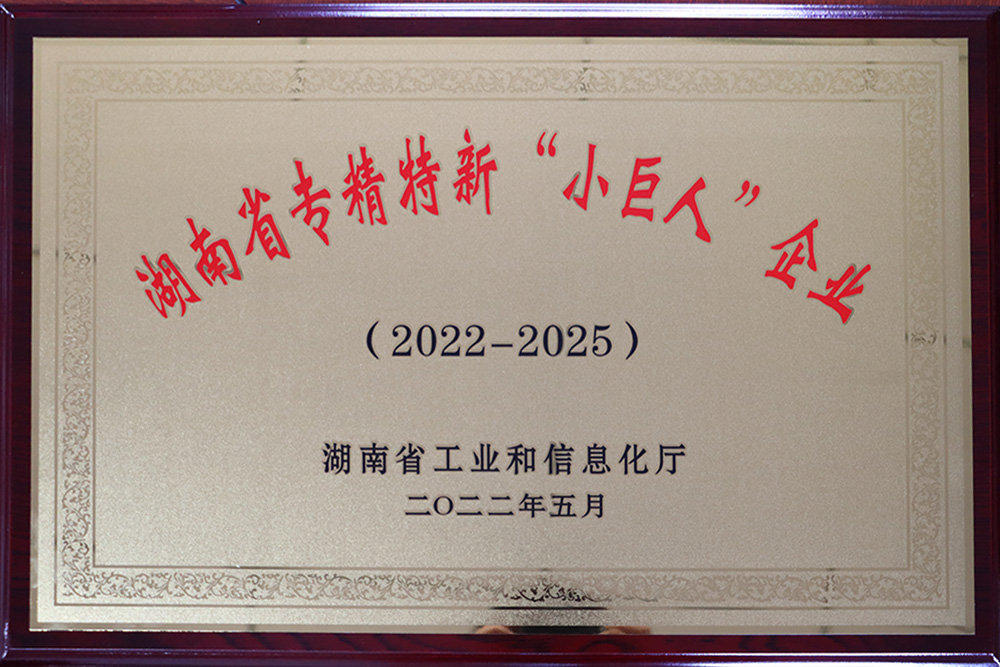 湖南省专精特新“小巨人”企业
（2022-2025）
湖南省工业和信息化厅
二〇二二年五月